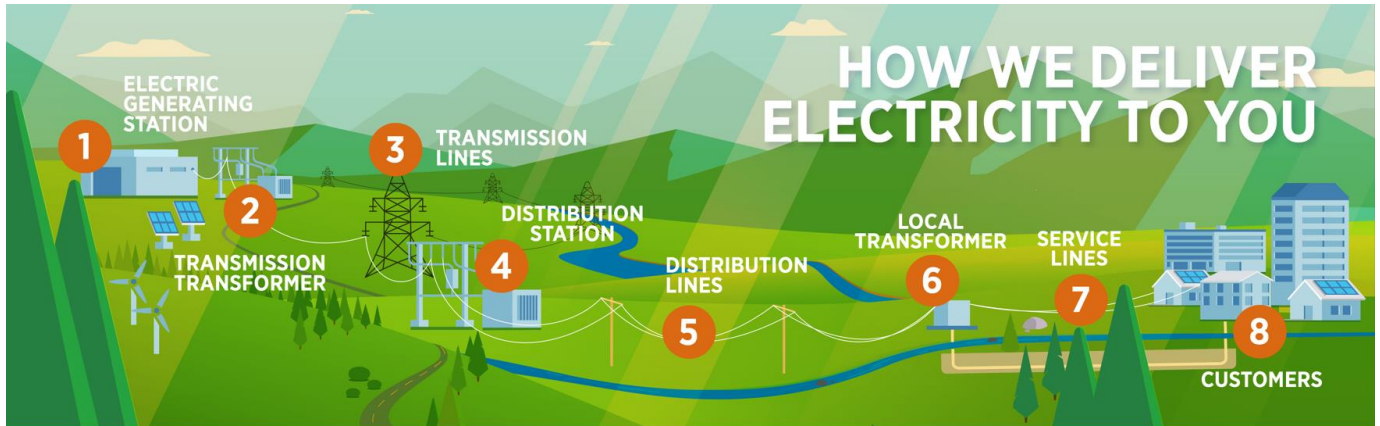 HOW WE DELIVER
ELECTRICITY TO YOU
1
ELECTRIC
GENERATING
STATION
2
TRANSMISSION
TRANSFORMER
3
TRANSMISSION
LINES
4
DISTRIBUTION
STATION
5
DISTRIBUTION
LINES
6
LOCAL
TRANSFORMER
7
SERVICE
LINES
8
CUSTOMERS